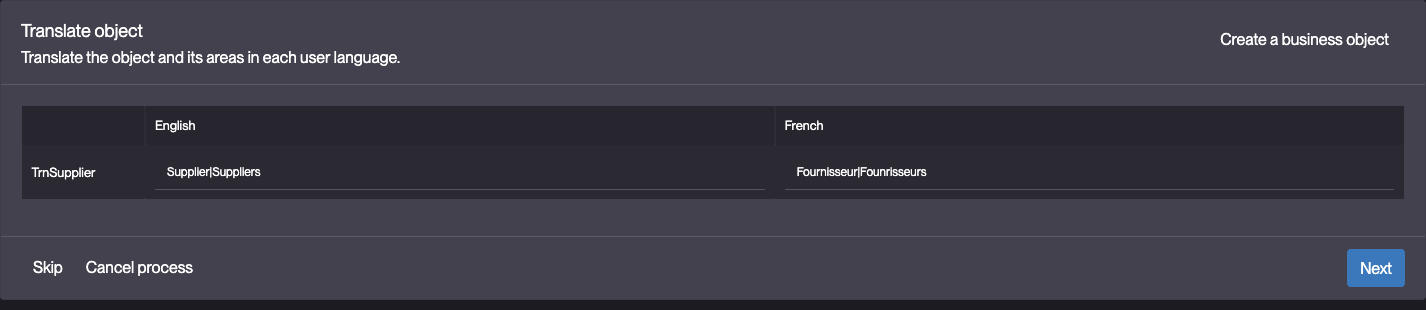 Translate object
Translate the object and its areas in each user language.
Create a business object
English French
TrnSupplier Supplier|Suppliers Fournisseur|Founrisseurs
Skip Cancel process Next